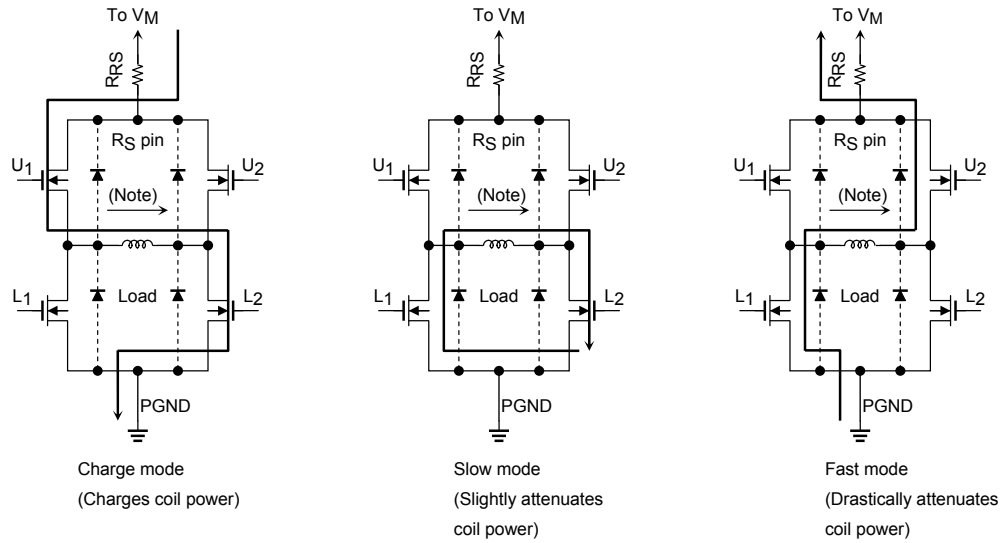 To VM
RRS
RS pin
U1
U2
(Note)
L1
Load
L2
PGND
Charge mode
(Charges coil power)
To VM
RRS
RS pin
U1
U2
(Note)
L1
Load
L2
PGND
Slow mode
(Slightly attenuates
coil power)
To VM
RRS
RS pin
U1
U2
(Note)
L1
Load
L2
PGND
Fast mode
(Drastically attenuates
coil power)